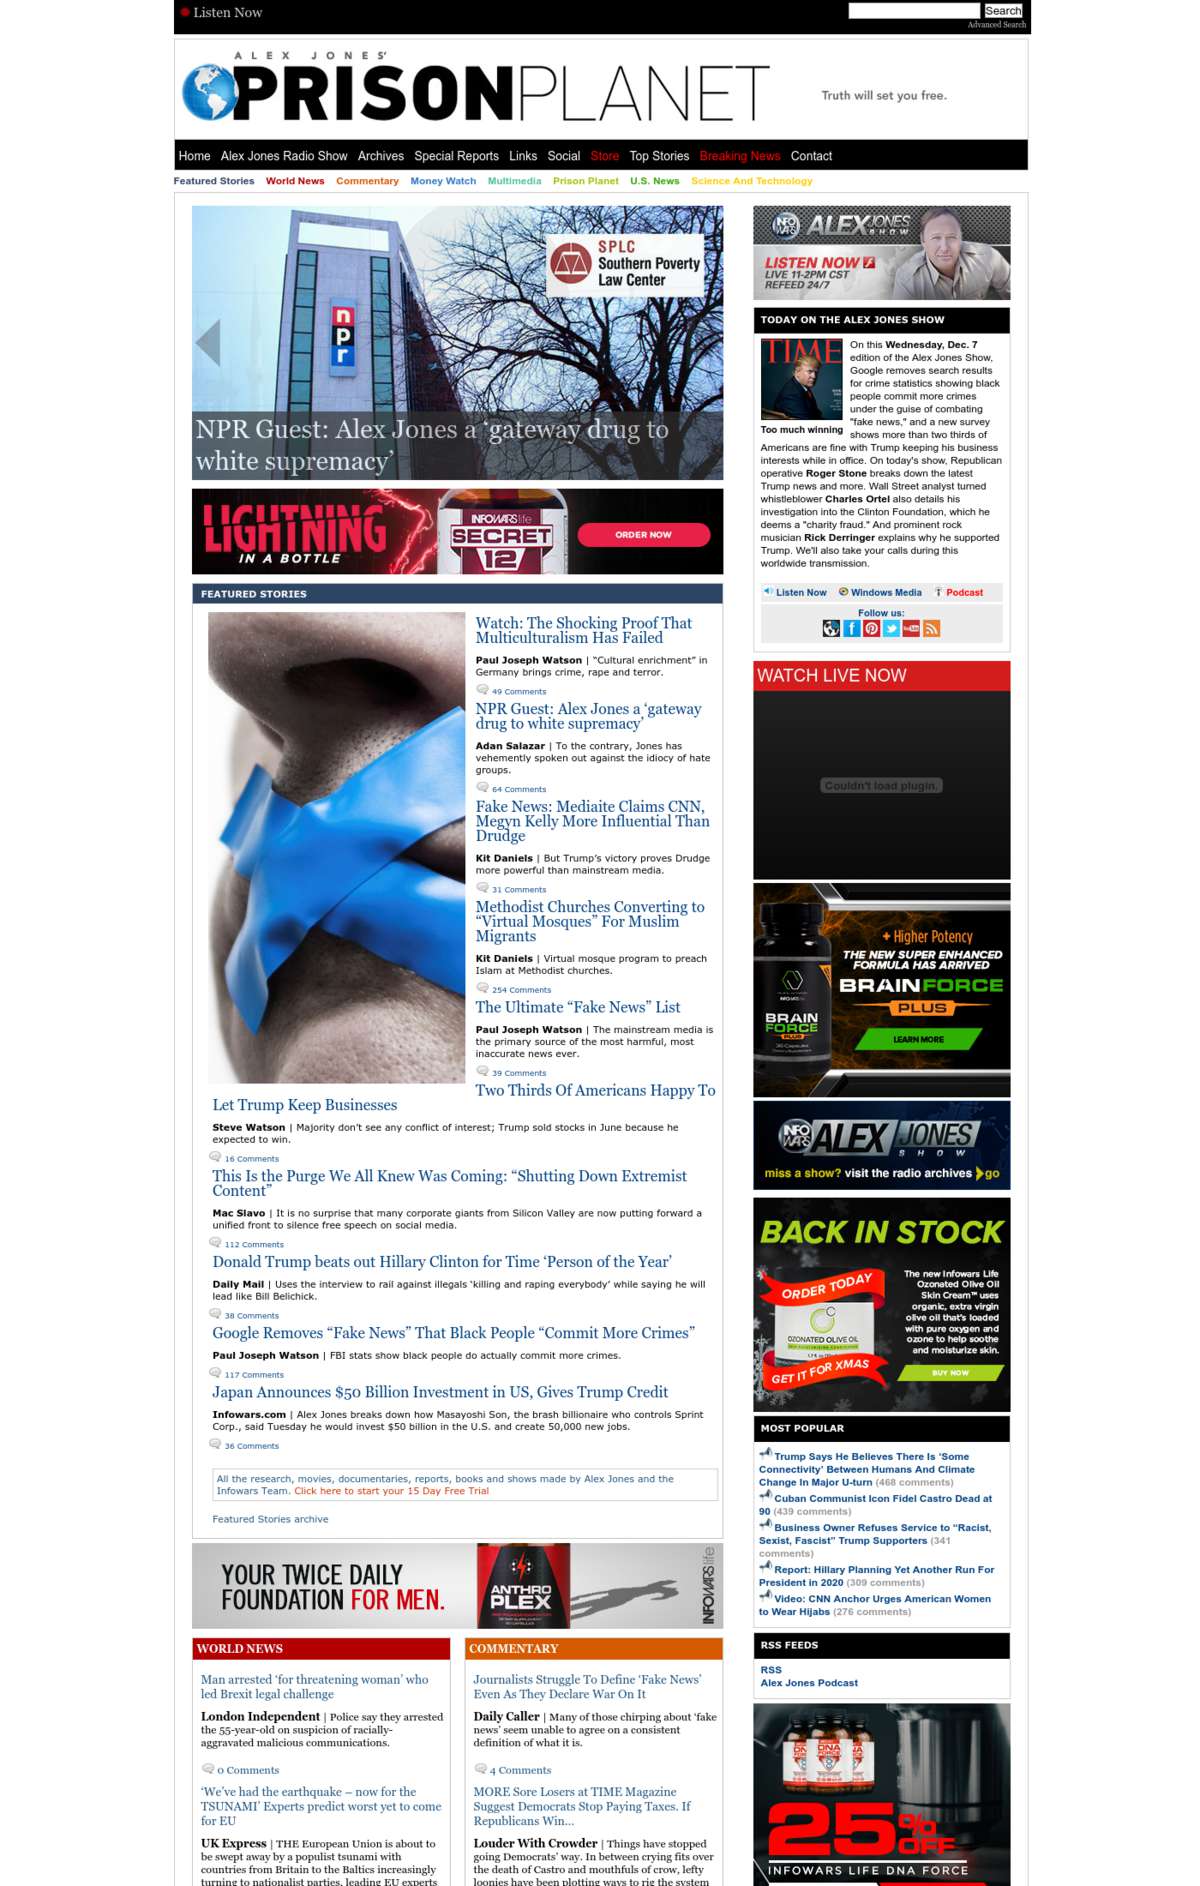 Listen Now
Search
Advanced Search
ALEX JONES'
PRISONPLANET
Truth will set you free.
Home Alex Jones Radio Show Archives Special Reports Links Social Store Top Stories Breaking News Contact
Featured Stories World News Commentary Money Watch Multimedia Prison Planet U.S. News Science And Technology
npr
SPLC
Southern Poverty
Law Center
NPR Guest: Alex Jones a ‘gateway drug to
white supremacy’
LIGHTNING
IN A BOTTLE
INFOWARSlife
SECRET
12
ORDER NOW
FEATURED STORIES
Watch: The Shocking Proof That
Multiculturalism Has Failed
Paul Joseph Watson | “Cultural enrichment” in
Germany brings crime, rape and terror.
49 Comments
NPR Guest: Alex Jones a ‘gateway
drug to white supremacy’
Adan Salazar | To the contrary, Jones has
vehemently spoken out against the idiocy of hate
groups.
64 Comments
Fake News: Mediaite Claims CNN,
Megyn Kelly More Influential Than
Drudge
Kit Daniels | But Trump’s victory proves Drudge
more powerful than mainstream media.
31 Comments
Methodist Churches Converting to
“Virtual Mosques” For Muslim
Migrants
Kit Daniels | Virtual mosque program to preach
Islam at Methodist churches.
254 Comments
The Ultimate “Fake News” List
Paul Joseph Watson | The mainstream media is
the primary source of the most harmful, most
inaccurate news ever.
39 Comments
Two Thirds Of Americans Happy To
Let Trump Keep Businesses
Steve Watson | Majority don’t see any conflict of interest; Trump sold stocks in June because he
expected to win.
16 Comments
This Is the Purge We All Knew Was Coming: “Shutting Down Extremist
Content”
Mac Slavo | It is no surprise that many corporate giants from Silicon Valley are now putting forward a
unified front to silence free speech on social media.
112 Comments
Donald Trump beats out Hillary Clinton for Time ‘Person of the Year’
Daily Mail | Uses the interview to rail against illegals ‘killing and raping everybody’ while saying he will
lead like Bill Belichick.
38 Comments
Google Removes “Fake News” That Black People “Commit More Crimes”
Paul Joseph Watson | FBI stats show black people do actually commit more crimes.
117 Comments
Japan Announces $50 Billion Investment in US, Gives Trump Credit
Infowars.com | Alex Jones breaks down how Masayoshi Son, the brash billionaire who controls Sprint
Corp., said Tuesday he would invest $50 billion in the U.S. and create 50,000 new jobs.
36 Comments
All the research, movies, documentaries, reports, books and shows made by Alex Jones and the
Infowars Team. Click here to start your 15 Day Free Trial
Featured Stories archive
YOUR TWICE DAILY
FOUNDATION FOR MEN.
ANTHRO
PLEX
INFOWARSlife
WORLD NEWS
Man arrested ‘for threatening woman’ who
led Brexit legal challenge
London Independent | Police say they arrested
the 55-year-old on suspicion of racially-
aggravated malicious communications.
0 Comments
‘We’ve had the earthquake – now for the
TSUNAMI’ Experts predict worst yet to come
for EU
UK Express | THE European Union is about to
be swept away by a populist tsunami with
countries from Britain to the Baltics increasingly
turning to nationalist parties, leading EU experts
COMMENTARY
Journalists Struggle To Define ‘Fake News’
Even As They Declare War On It
Daily Caller | Many of those chirping about ‘fake
news’ seem unable to agree on a consistent
definition of what it is.
4 Comments
MORE Sore Losers at TIME Magazine
Suggest Democrats Stop Paying Taxes. If
Republicans Win…
Louder With Crowder | Things have stopped
going Democrats’ way. In between crying fits over
the death of Castro and mouthfuls of crow, lefty
loonies have been plotting ways to rig the system
INFO WARS ALEX JONES SHOW
LISTEN NOW
LIVE 11-2PM CST
REFEED 24/7
TODAY ON THE ALEX JONES SHOW
TIME
Too much winning
On this Wednesday, Dec. 7
edition of the Alex Jones Show,
Google removes search results
for crime statistics showing black
people commit more crimes
under the guise of combating
"fake news," and a new survey
shows more than two thirds of
Americans are fine with Trump keeping his business
interests while in office. On today's show, Republican
operative Roger Stone breaks down the latest
Trump news and more. Wall Street analyst turned
whistleblower Charles Ortel also details his
investigation into the Clinton Foundation, which he
deems a "charity fraud." And prominent rock
musician Rick Derringer explains why he supported
Trump. We'll also take your calls during this
worldwide transmission.
Listen Now Windows Media Podcast
Follow us:
WATCH LIVE NOW
Couldn't load plugin.
+ Higher Potency
THE NEW SUPER ENHANCED
FORMULA HAS ARRIVED
BRAINFORCE
PLUS
LEARN MORE
BRAIN
FORCE
PLUS
INFO WARS ALEX JONES
SHOW
miss a show? visit the radio archives go
BACK IN STOCK
ORDER TODAY
OZONATED OLIVE OIL
GET IT FOR XMAS
The new Infowars Life
Ozonated Olive Oil
Skin Cream™ uses
organic, extra virgin
olive oil that's loaded
with pure oxygen and
ozone to help soothe
and moisturize skin.
BUY NOW
MOST POPULAR
Trump Says He Believes There Is ‘Some
Connectivity’ Between Humans And Climate
Change In Major U-turn (468 comments)
Cuban Communist Icon Fidel Castro Dead at
90 (439 comments)
Business Owner Refuses Service to “Racist,
Sexist, Fascist” Trump Supporters (341
comments)
Report: Hillary Planning Yet Another Run For
President in 2020 (309 comments)
Video: CNN Anchor Urges American Women
to Wear Hijabs (276 comments)
RSS FEEDS
RSS
Alex Jones Podcast
DNA
FORCE
25% OFF
INFOWARS LIFE DNA FORCE